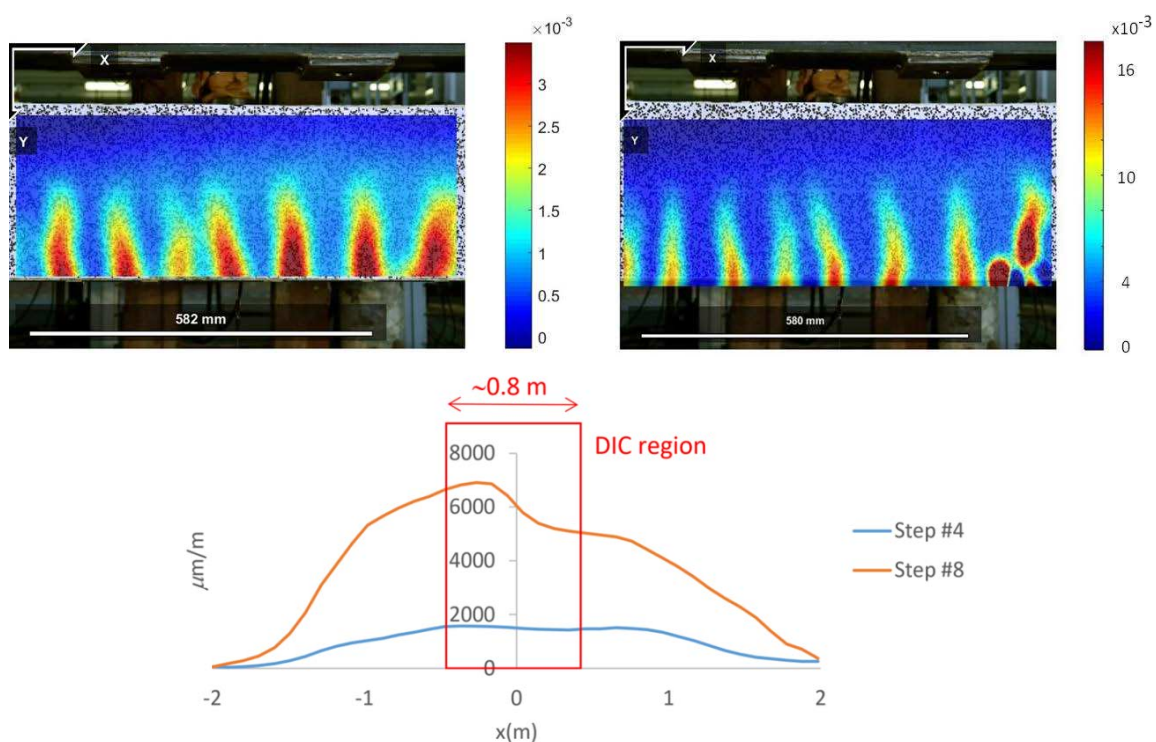 ×10⁻³
X
Y
3
2.5
2
1.5
1
0.5
0
582 mm
x10⁻³
X
Y
16
10
4
0
580 mm
~0.8 m
DIC region
8000
6000
4000
2000
0
μm/m
-2
-1
0
1
2
x(m)
Step #4
Step #8